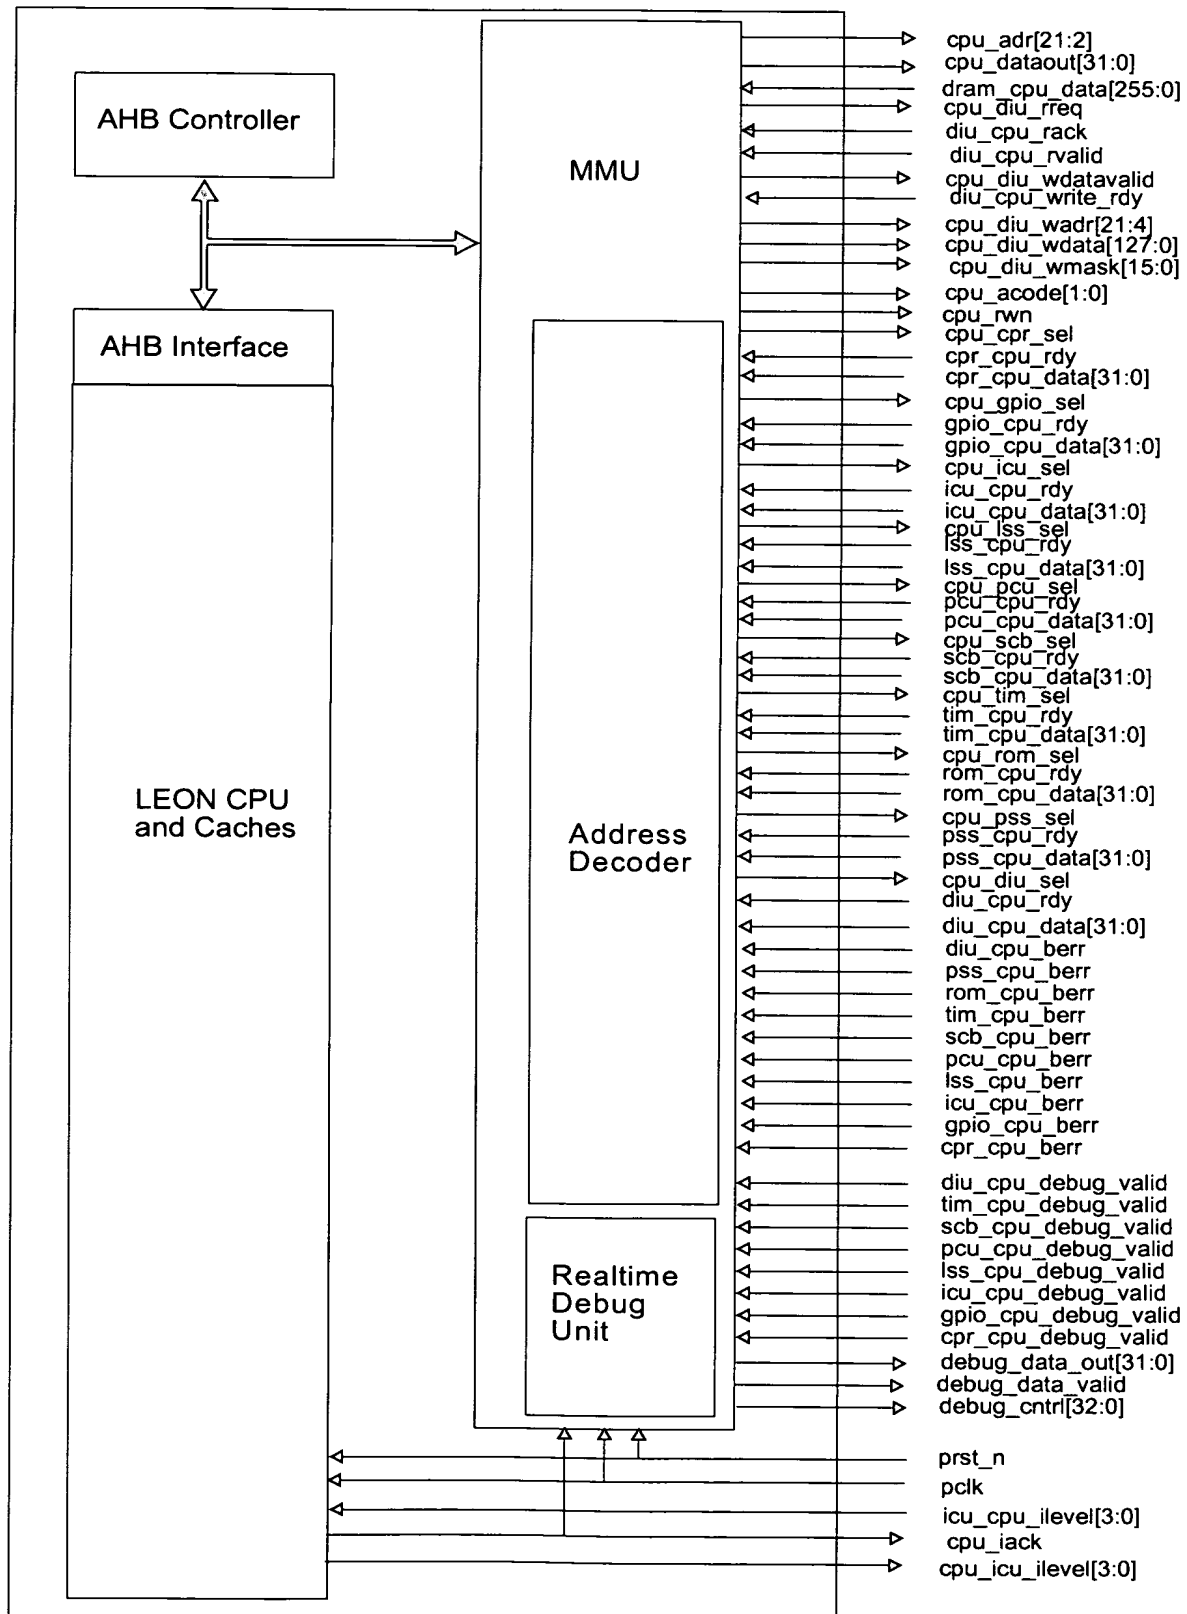 AHB Controller
MMU
AHB Interface
LEON CPU
and Caches
Address
Decoder
Realtime
Debug
Unit
cpu_adr[21:2]
cpu_dataout[31:0]
dram_cpu_data[255:0]
cpu_diu_rreq
diu_cpu_rack
diu_cpu_rvalid
cpu_diu_wdatavalid
diu_cpu_write_rdy
cpu_diu_wadr[21:4]
cpu_diu_wdata[127:0]
cpu_diu_wmask[15:0]
cpu_acode[1:0]
cpu_rwn
cpu_cpr_sel
cpr_cpu_rdy
cpr_cpu_data[31:0]
cpu_gpio_sel
gpio_cpu_rdy
gpio_cpu_data[31:0]
cpu_icu_sel
icu_cpu_rdy
icu_cpu_data[31:0]
cpu_lss_sel
lss_cpu_rdy
lss_cpu_data[31:0]
cpu_pcu_sel
pcu_cpu_rdy
pcu_cpu_data[31:0]
cpu_scb_sel
scb_cpu_rdy
scb_cpu_data[31:0]
cpu_tim_sel
tim_cpu_rdy
tim_cpu_data[31:0]
cpu_rom_sel
rom_cpu_rdy
rom_cpu_data[31:0]
cpu_pss_sel
pss_cpu_rdy
pss_cpu_data[31:0]
cpu_diu_sel
diu_cpu_rdy
diu_cpu_data[31:0]
diu_cpu_berr
pss_cpu_berr
rom_cpu_berr
tim_cpu_berr
scb_cpu_berr
pcu_cpu_berr
lss_cpu_berr
icu_cpu_berr
gpio_cpu_berr
cpr_cpu_berr
diu_cpu_debug_valid
tim_cpu_debug_valid
scb_cpu_debug_valid
pcu_cpu_debug_valid
lss_cpu_debug_valid
icu_cpu_debug_valid
gpio_cpu_debug_valid
cpr_cpu_debug_valid
debug_data_out[31:0]
debug_data_valid
debug_cntrl[32:0]
prst_n
pclk
icu_cpu_ilevel[3:0]
cpu_iack
cpu_icu_ilevel[3:0]